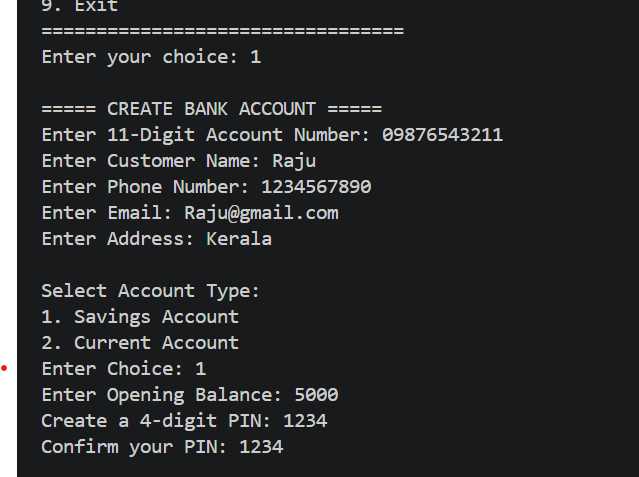 9. Exit
=================================
Enter your choice: 1
===== CREATE BANK ACCOUNT =====
Enter 11-Digit Account Number: 09876543211
Enter Customer Name: Raju
Enter Phone Number: 1234567890
Enter Email: Raju@gmail.com
Enter Address: Kerala
Select Account Type:
1. Savings Account
2. Current Account
Enter Choice: 1
Enter Opening Balance: 5000
Create a 4-digit PIN: 1234
Confirm your PIN: 1234